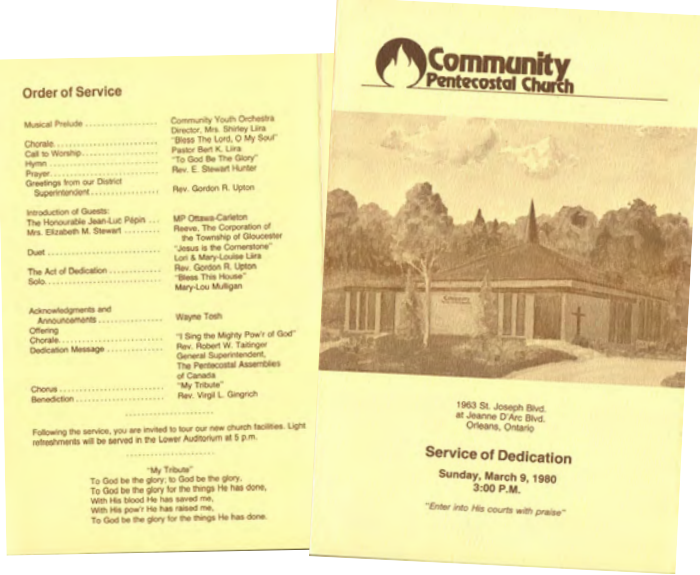 Order of Service
Musical Prelude ..................... Community Youth Orchestra
Director, Mrs. Shirley Liira
Chorale................................ "Bless The Lord, O My Soul"
Call to Worship....................... Pastor Bert K. Liira
Hymn ................................. "To God Be The Glory"
Prayer................................. Rev. E. Stewart Hunter
Greetings from our District
Superintendent..................... Rev. Gordon R. Upton
Introduction of Guests:
The Honourable Jean-Luc Pépin ... MP Ottawa-Carleton
Mrs. Elizabeth M. Stewart ......... Reeve, The Corporation of
the Township of Gloucester
Duet .................................. "Jesus is the Cornerstone"
Lori & Mary-Louise Liira
The Act of Dedication .............. Rev. Gordon R. Upton
Solo................................... "Bless This House"
Mary-Lou Mulligan
Acknowledgments and
Announcements .................. Wayne Tosh
Offering
Chorale................................ "I Sing the Mighty Pow'r of God"
Dedication Message ................ Rev. Robert W. Taitinger
General Superintendent,
The Pentecostal Assemblies
of Canada
Chorus ................................ "My Tribute"
Benediction ........................... Rev. Virgil L. Gingrich
Following the service, you are invited to tour our new church facilities. Light
refreshments will be served in the Lower Auditorium at 5 p.m.
"My Tribute"
To God be the glory; to God be the glory,
To God be the glory for the things He has done,
With His blood He has saved me,
With His pow'r He has raised me,
To God be the glory for the things He has done.
Community
Pentecostal Church
1963 St. Joseph Blvd.
at Jeanne D'Arc Blvd.
Orleans, Ontario
Service of Dedication
Sunday, March 9, 1980
3:00 P.M.
"Enter into His courts with praise"